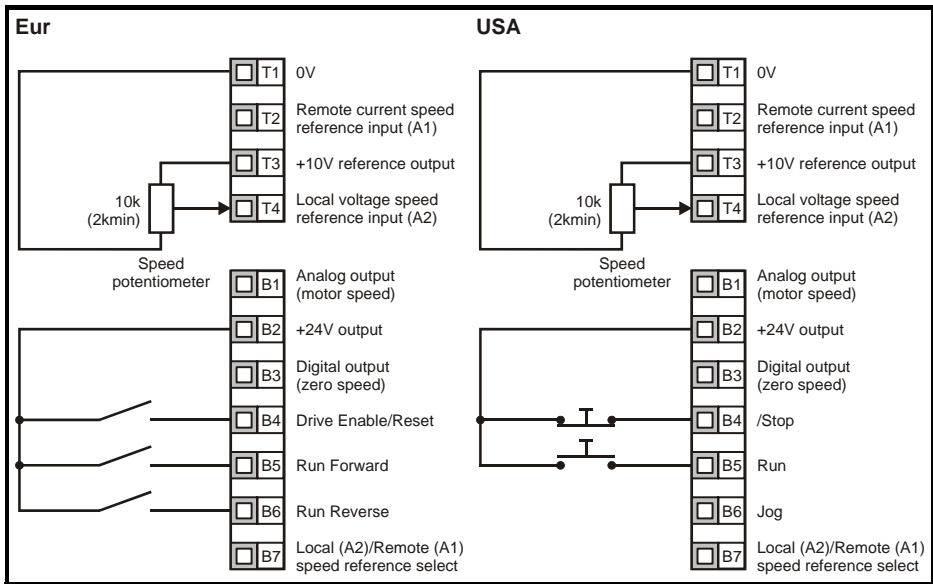 Eur
T1 0V
T2 Remote current speed
reference input (A1)
T3 +10V reference output
10k
(2kmin)
T4 Local voltage speed
reference input (A2)
Speed
potentiometer
B1 Analog output
(motor speed)
B2 +24V output
B3 Digital output
(zero speed)
B4 Drive Enable/Reset
B5 Run Forward
B6 Run Reverse
B7 Local (A2)/Remote (A1)
speed reference select
USA
T1 0V
T2 Remote current speed
reference input (A1)
T3 +10V reference output
10k
(2kmin)
T4 Local voltage speed
reference input (A2)
Speed
potentiometer
B1 Analog output
(motor speed)
B2 +24V output
B3 Digital output
(zero speed)
B4 /Stop
B5 Run
B6 Jog
B7 Local (A2)/Remote (A1)
speed reference select